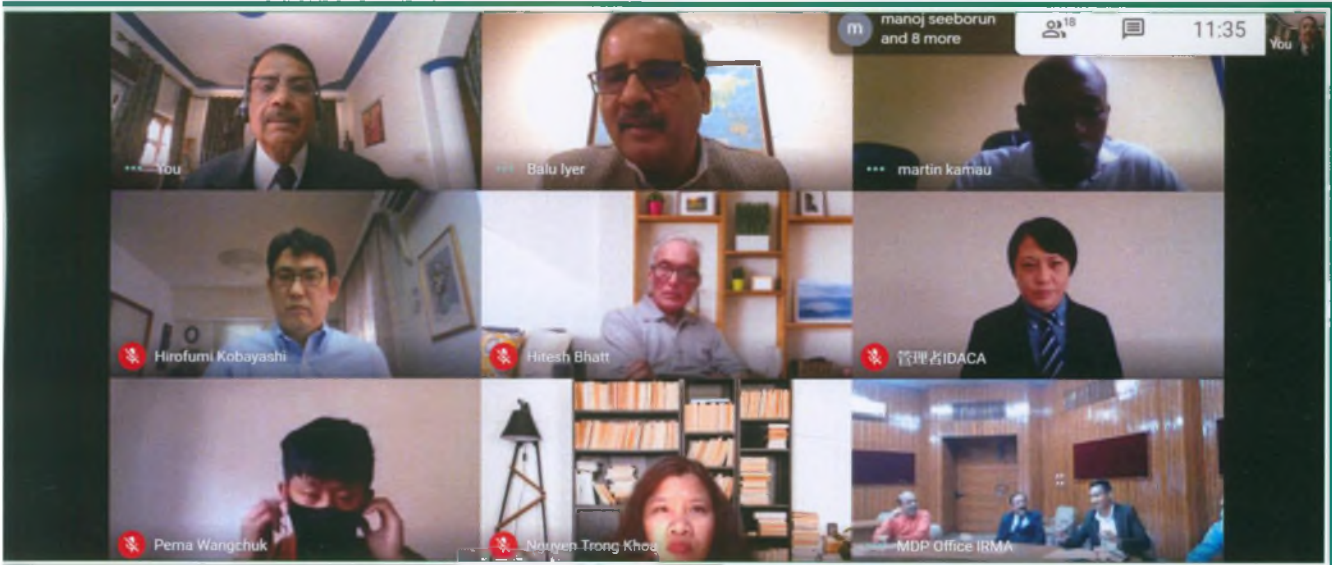 m
manoj seeborun
and 8 more
18
11:35
You
You
Balu Iyer
martin kamau
Hirofumi Kobayashi
Hitesh Bhatt
管理者IDACA
Pema Wangchuk
Nguyen Trong Khoa
MDP Office IRMA